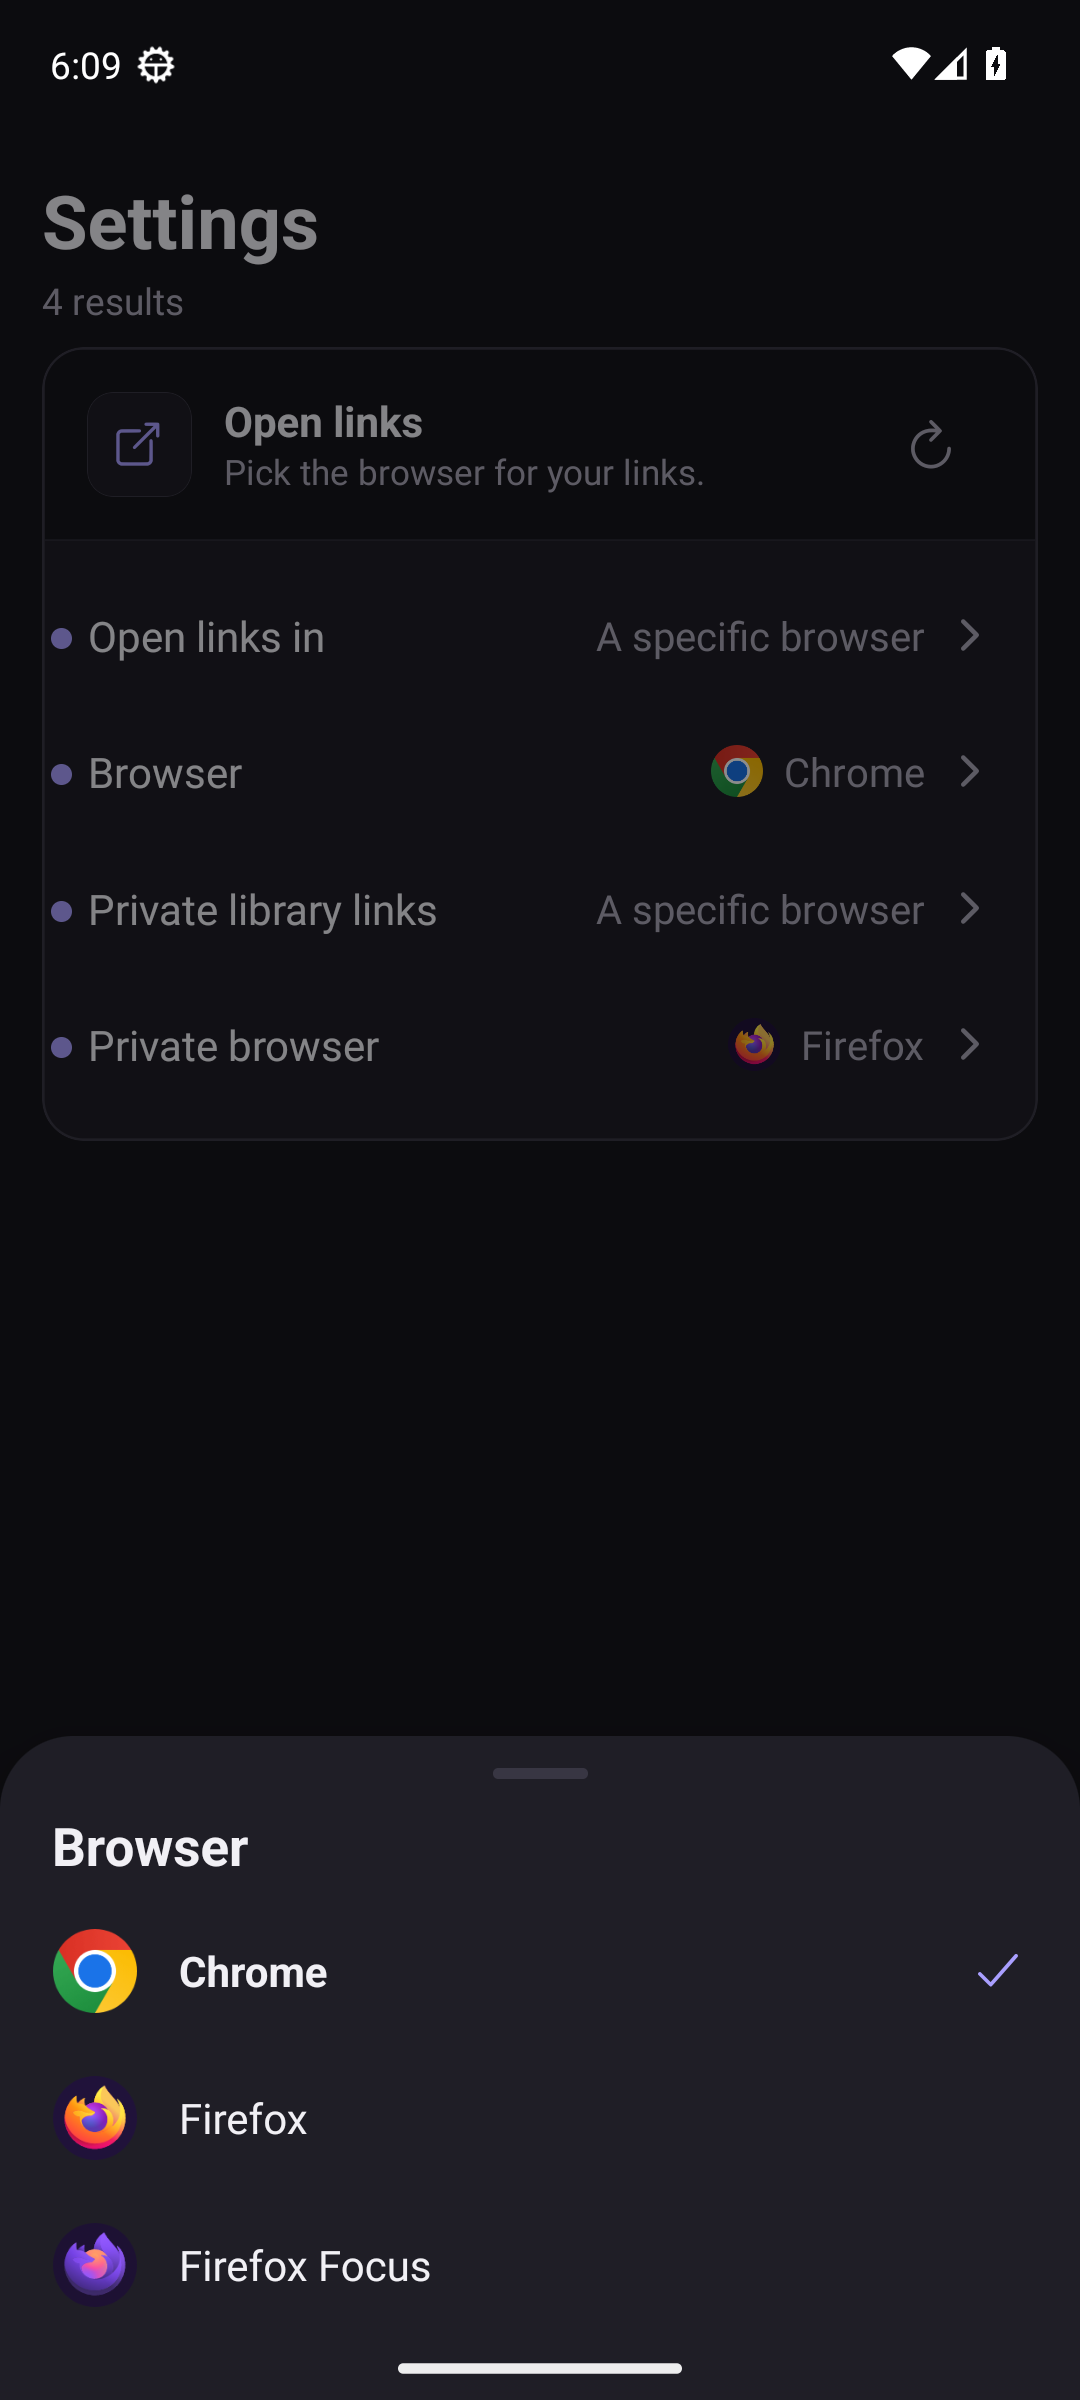 6:09
Settings
4 results
Open links
Pick the browser for your links.
Open links in
A specific browser
Browser
Chrome
Private library links
A specific browser
Private browser
Firefox
Browser
Chrome
Firefox
Firefox Focus